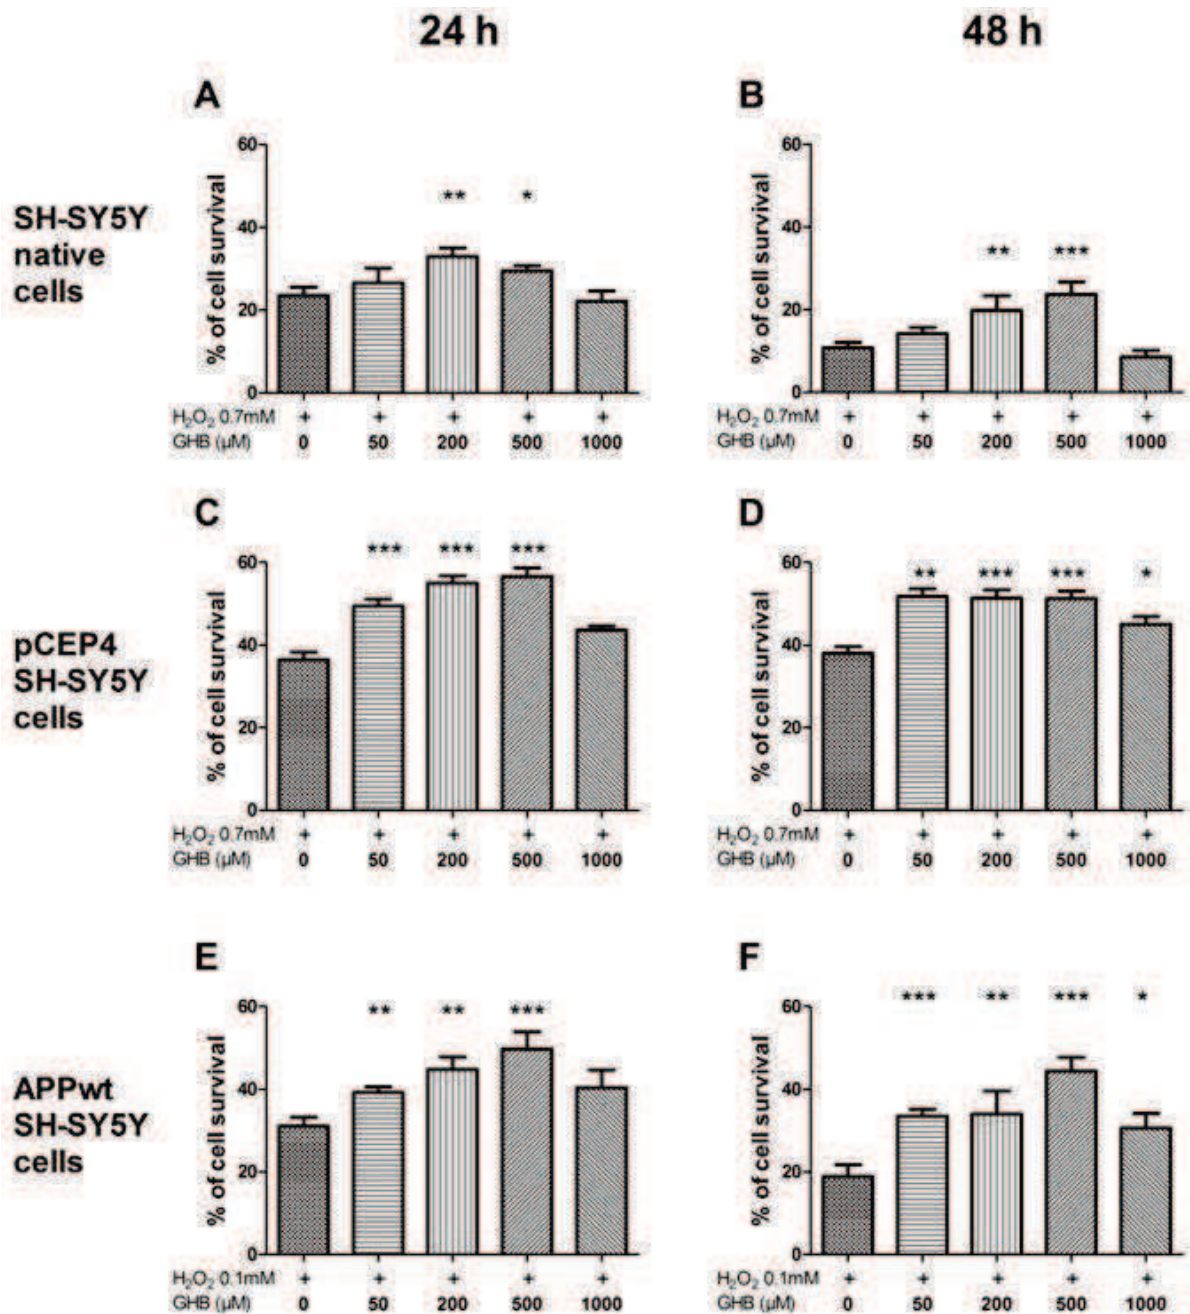 24 h
48 h
SH-SY5Y
native
cells
A
% of cell survival
60
40
20
0
** *
H₂O₂ 0.7mM + + + + +
GHB (µM) 0 50 200 500 1000
B
% of cell survival
60
40
20
0
** ***
H₂O₂ 0.7mM + + + + +
GHB (µM) 0 50 200 500 1000
pCEP4
SH-SY5Y
cells
C
% of cell survival
60
40
20
0
*** *** ***
H₂O₂ 0.7mM + + + + +
GHB (µM) 0 50 200 500 1000
D
% of cell survival
60
40
20
0
** *** *** *
H₂O₂ 0.7mM + + + + +
GHB (µM) 0 50 200 500 1000
APPwt
SH-SY5Y
cells
E
% of cell survival
60
40
20
0
** ** ***
H₂O₂ 0.1mM + + + + +
GHB (µM) 0 50 200 500 1000
F
% of cell survival
60
40
20
0
*** ** *** *
H₂O₂ 0.1mM + + + + +
GHB (µM) 0 50 200 500 1000